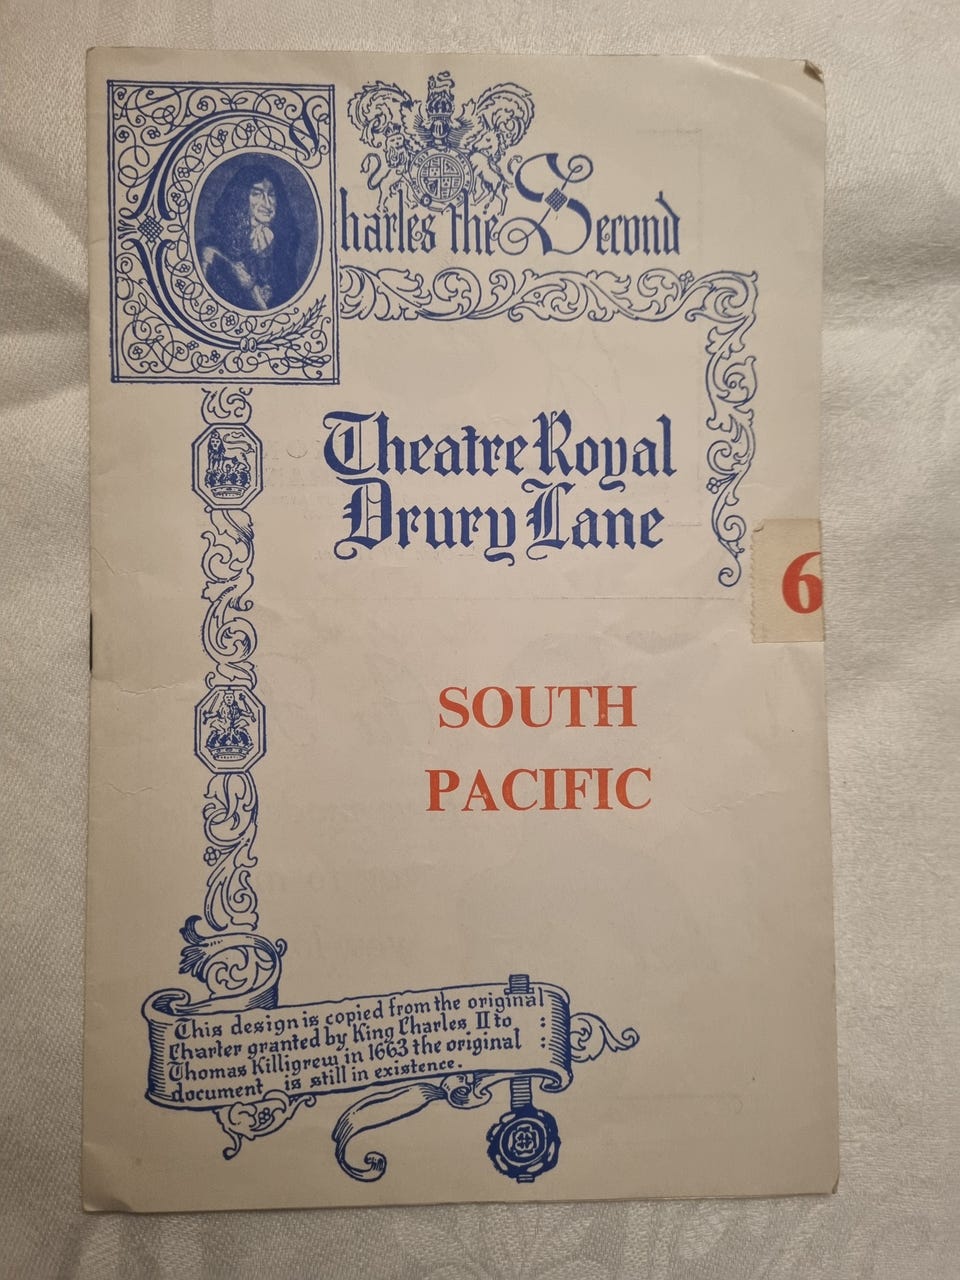 Charles the Second
Theatre Royal
Drury Lane
6
SOUTH
PACIFIC
This design is copied from the original
Charter granted by King Charles II to :
Thomas Killigrew in 1663 the original :
document is still in existence.